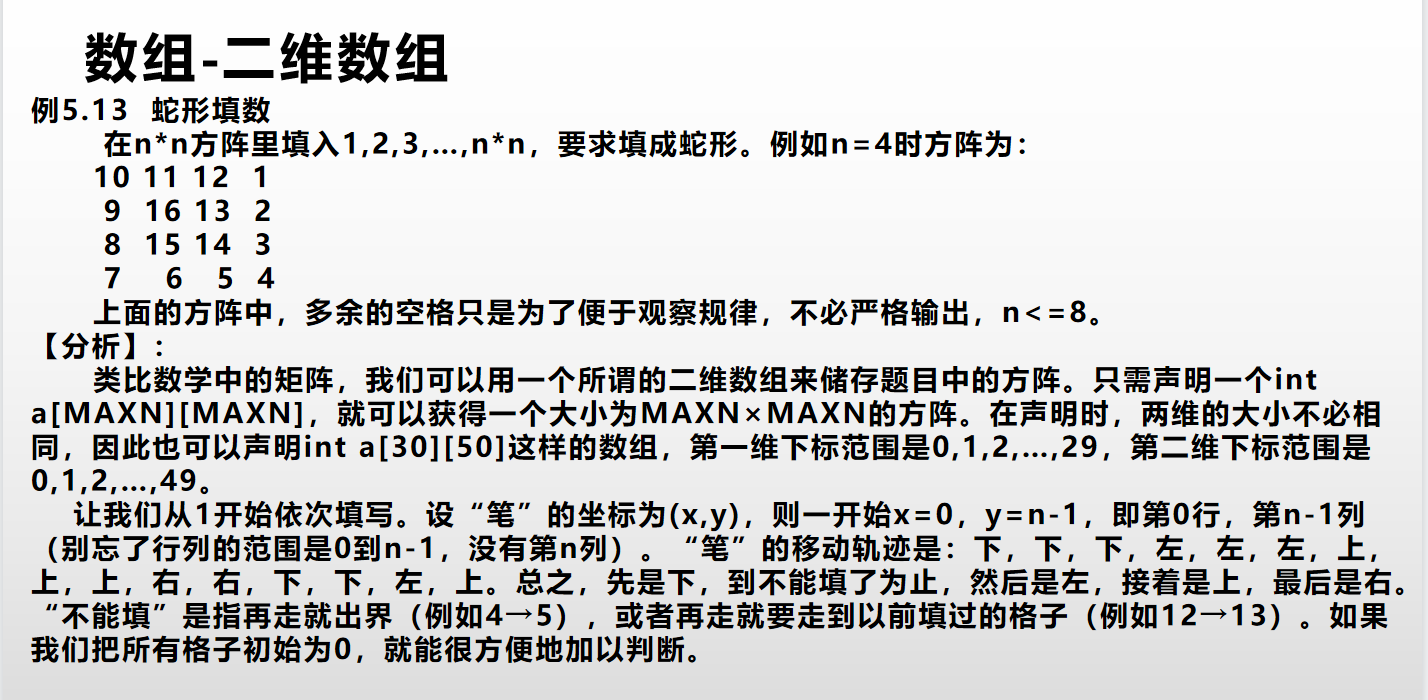 数组-二维数组
例5.13 蛇形填数
在n*n方阵里填入1,2,3,...,n*n，要求填成蛇形。例如n=4时方阵为：
10 11 12 1
9 16 13 2
8 15 14 3
7 6 5 4
上面的方阵中，多余的空格只是为了便于观察规律，不必严格输出，n<=8。
【分析】：
类比数学中的矩阵，我们可以用一个所谓的二维数组来储存题目中的方阵。只需声明一个int
a[MAXN][MAXN]，就可以获得一个大小为MAXN×MAXN的方阵。在声明时，两维的大小不必相
同，因此也可以声明int a[30][50]这样的数组，第一维下标范围是0,1,2,...,29，第二维下标范围是
0,1,2,...,49。
让我们从1开始依次填写。设“笔”的坐标为(x,y)，则一开始x=0，y=n-1，即第0行，第n-1列
（别忘了行列的范围是0到n-1，没有第n列）。“笔”的移动轨迹是：下，下，下，左，左，左，上，
上，上，右，右，下，下，左，上。总之，先是下，到不能填了为止，然后是左，接着是上，最后是右。
“不能填”是指再走就出界（例如4→5），或者再走就要走到以前填过的格子（例如12→13）。如果
我们把所有格子初始为0，就能很方便地加以判断。